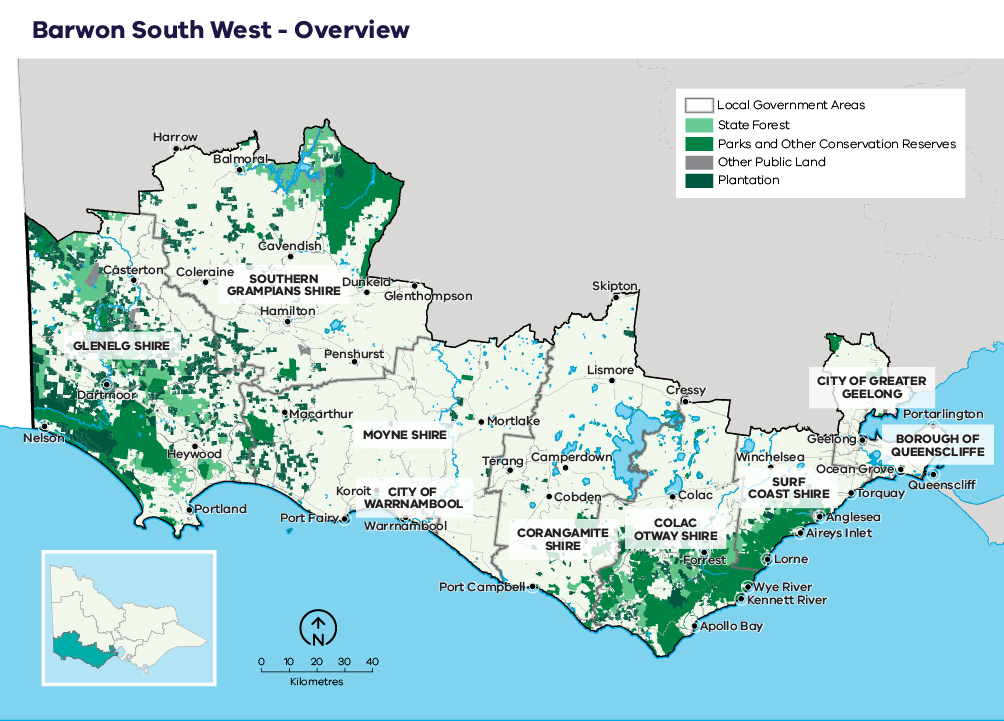 Barwon South West - Overview
Local Government Areas
State Forest
Parks and Other Conservation Reserves
Other Public Land
Plantation
Harrow
Balmoral
Cavendish
Casterton
Coleraine
SOUTHERN
GRAMPIANS SHIRE
Dunkeld
Glenthompson
Skipton
Hamilton
GLENELG SHIRE
Penshurst
Lismore
Cressy
CITY OF GREATER
GEELONG
Dartmoor
Macarthur
Mortlake
Portarlington
Nelson
MOYNE SHIRE
Geelong
BOROUGH OF
QUEENSCLIFFE
Heywood
Terang
Camperdown
Winchelsea
Ocean Grove
Queenscliff
Koroit
CITY OF
WARRNAMBOOL
Cobden
Colac
SURF
COAST SHIRE
Torquay
Portland
Port Fairy
Warrnambool
CORANGAMITE
SHIRE
COLAC
OTWAY SHIRE
Anglesea
Aireys Inlet
Forrest
Lorne
Port Campbell
Wye River
Kennett River
Apollo Bay
N
0 10 20 30 40
Kilometres